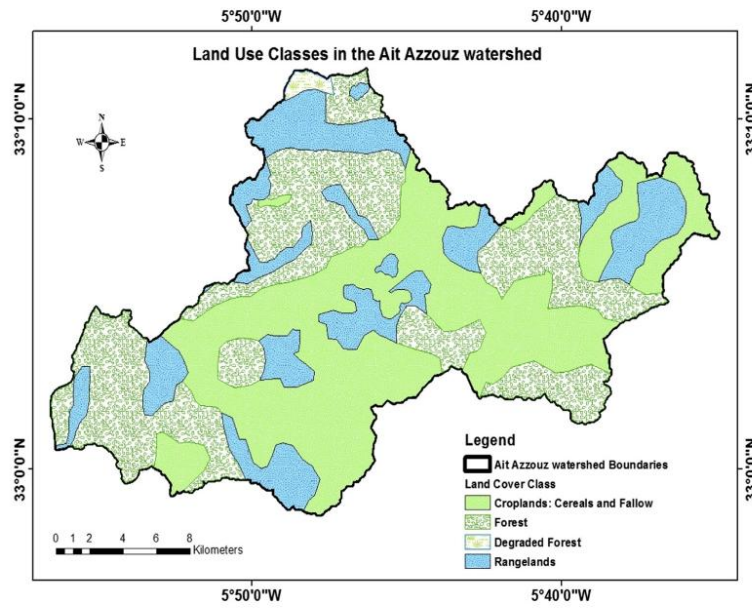 5°50'0"W 5°40'0"W
Land Use Classes in the Ait Azzouz watershed
33°10'0"N 33°10'0"N
N
W E
S
33°0'0"N 33°0'0"N
Legend
Ait Azzouz watershed Boundaries
Land Cover Class
Croplands: Cereals and Fallow
Forest
Degraded Forest
Rangelands
0 1 2 4 6 8
Kilometers
5°50'0"W 5°40'0"W